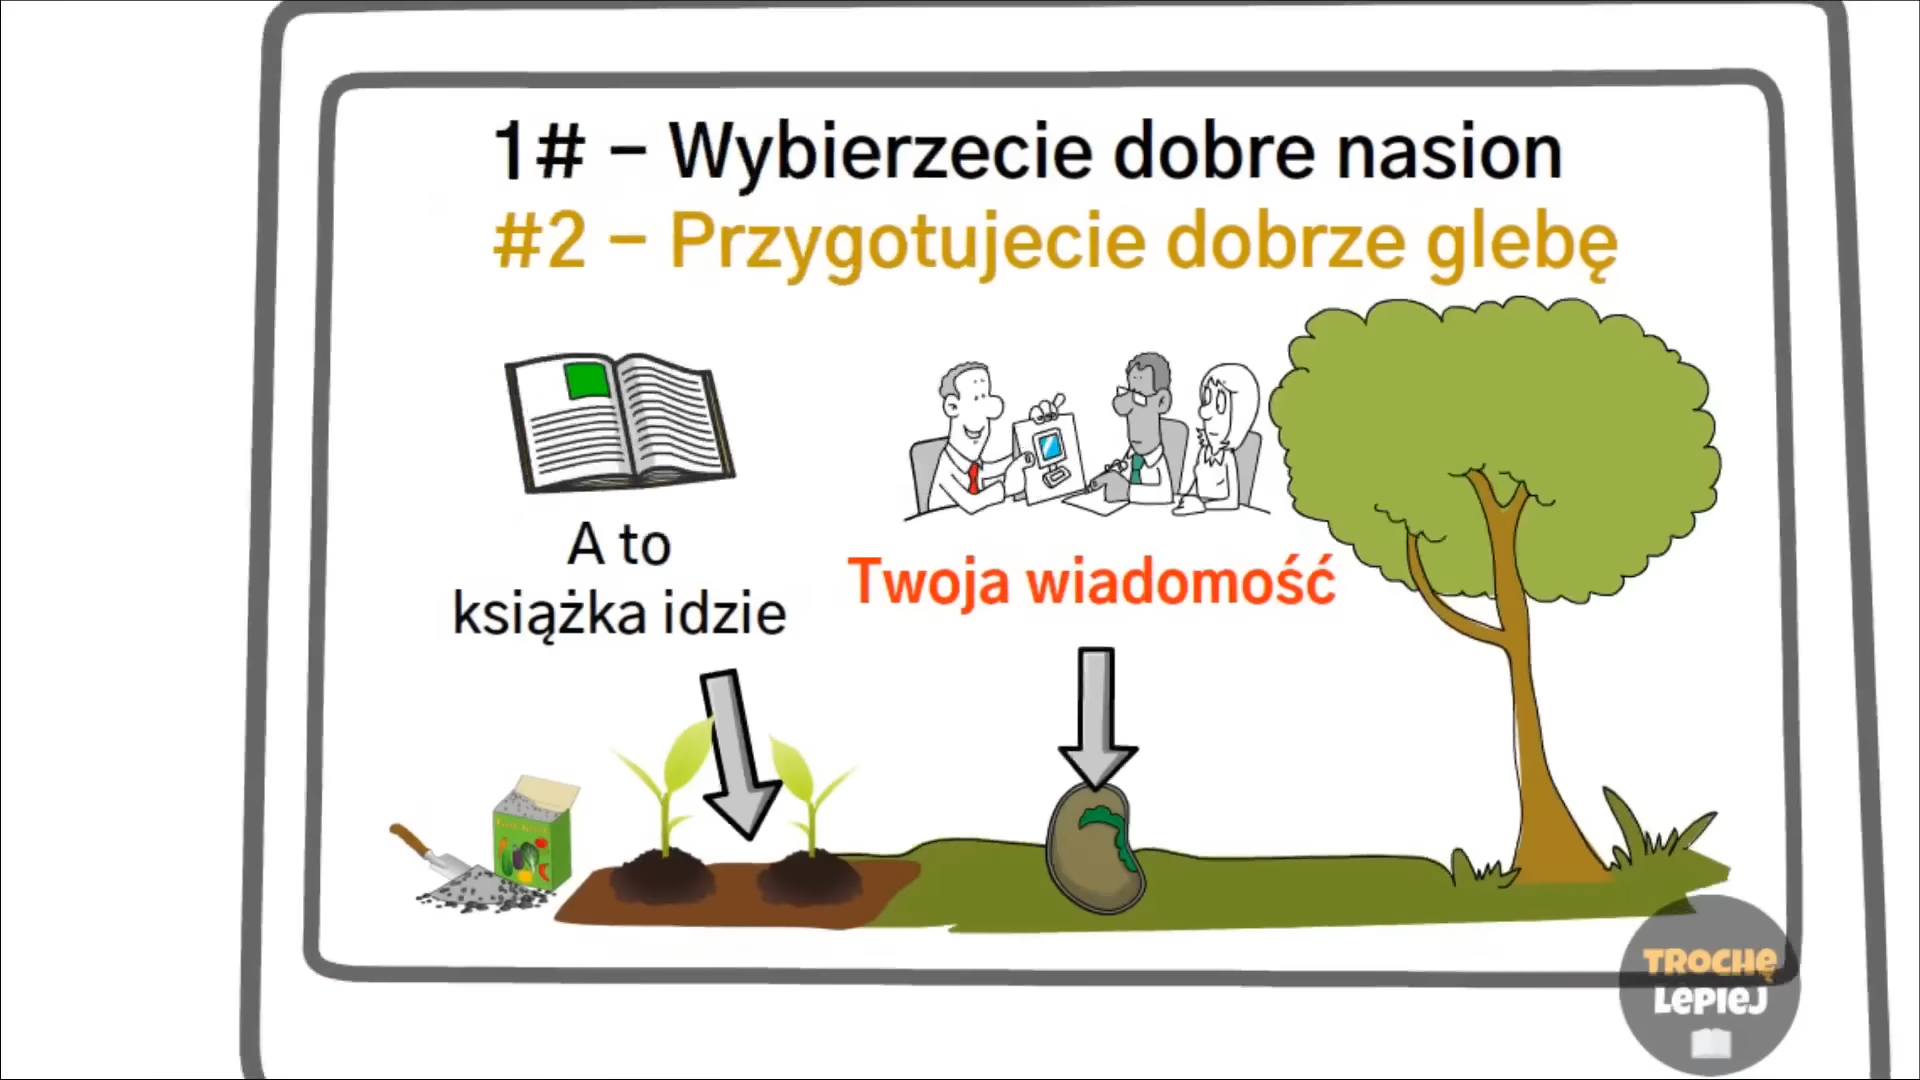 1# – Wybierzecie dobre nasion
#2 – Przygotujecie dobrze glebę
A to
książka idzie
Twoja wiadomość
TROCHĘ
LEPIEJ